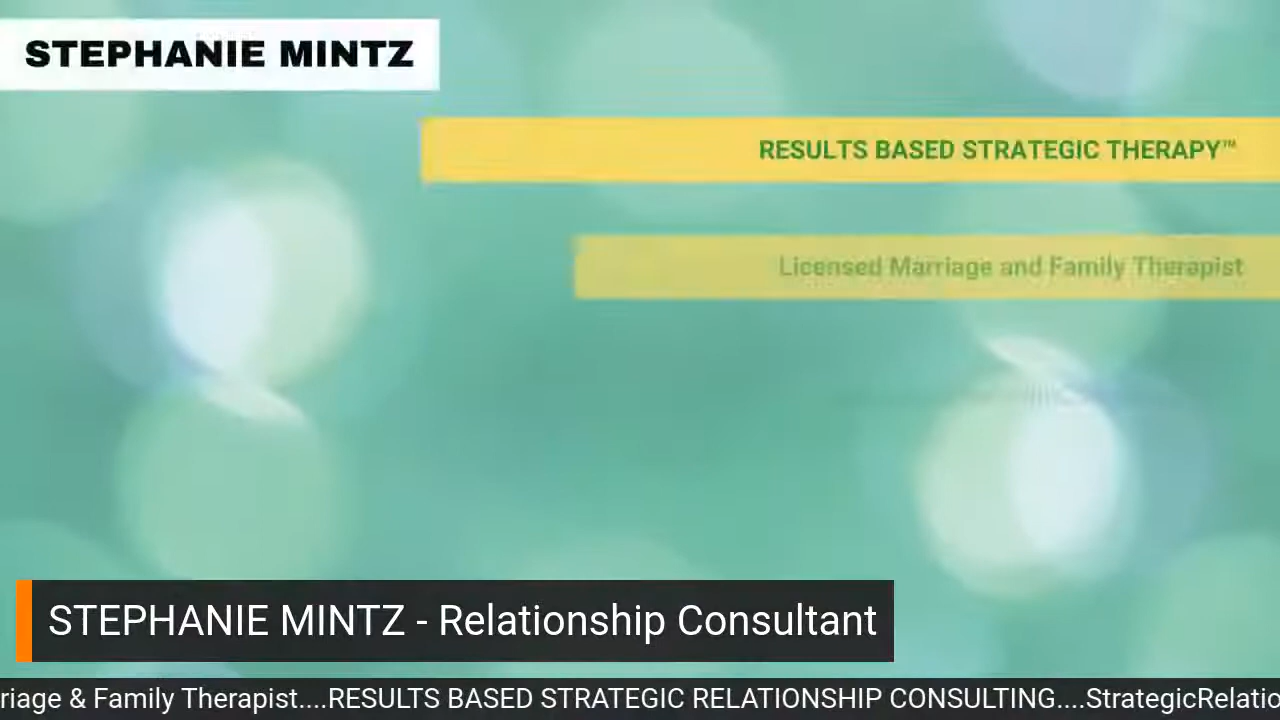 STEPHANIE MINTZ
RESULTS BASED STRATEGIC THERAPY™
Licensed Marriage and Family Therapist
STEPHANIE MINTZ - Relationship Consultant
riage & Family Therapist....RESULTS BASED STRATEGIC RELATIONSHIP CONSULTING....StrategicRelatio